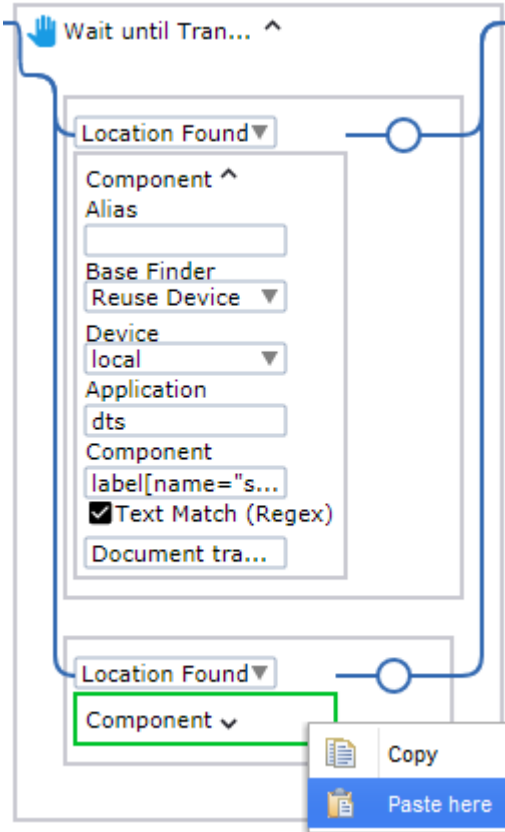 Wait until Tran...
Location Found
Component
Alias
Base Finder
Reuse Device
Device
local
Application
dts
Component
label[name="s...
Text Match (Regex)
Document tra...
Location Found
Component
Copy
Paste here